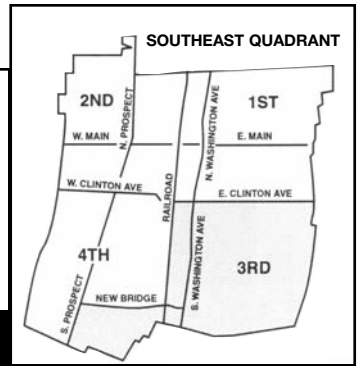 SOUTHEAST QUADRANT
2ND
N. PROSPECT
N. WASHINGTON AVE
1ST
W. MAIN
E. MAIN
W. CLINTON AVE
RAILROAD
E. CLINTON AVE
4TH
S. PROSPECT
S. WASHINGTON AVE
3RD
NEW BRIDGE